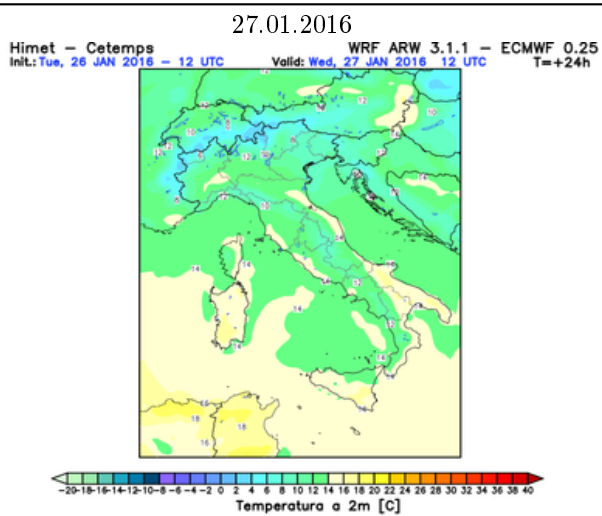 27.01.2016
Himet – Cetemps WRF ARW 3.1.1 – ECMWF 0.25
Init.: Tue, 26 JAN 2016 – 12 UTC Valid: Wed, 27 JAN 2016 12 UTC T=+24h
-20-18-16-14-12-10-8 -6 -4 -2 0 2 4 6 8 10 12 14 16 18 20 22 24 26 28 30 32 34 36 38 40
Temperatura a 2m [C]